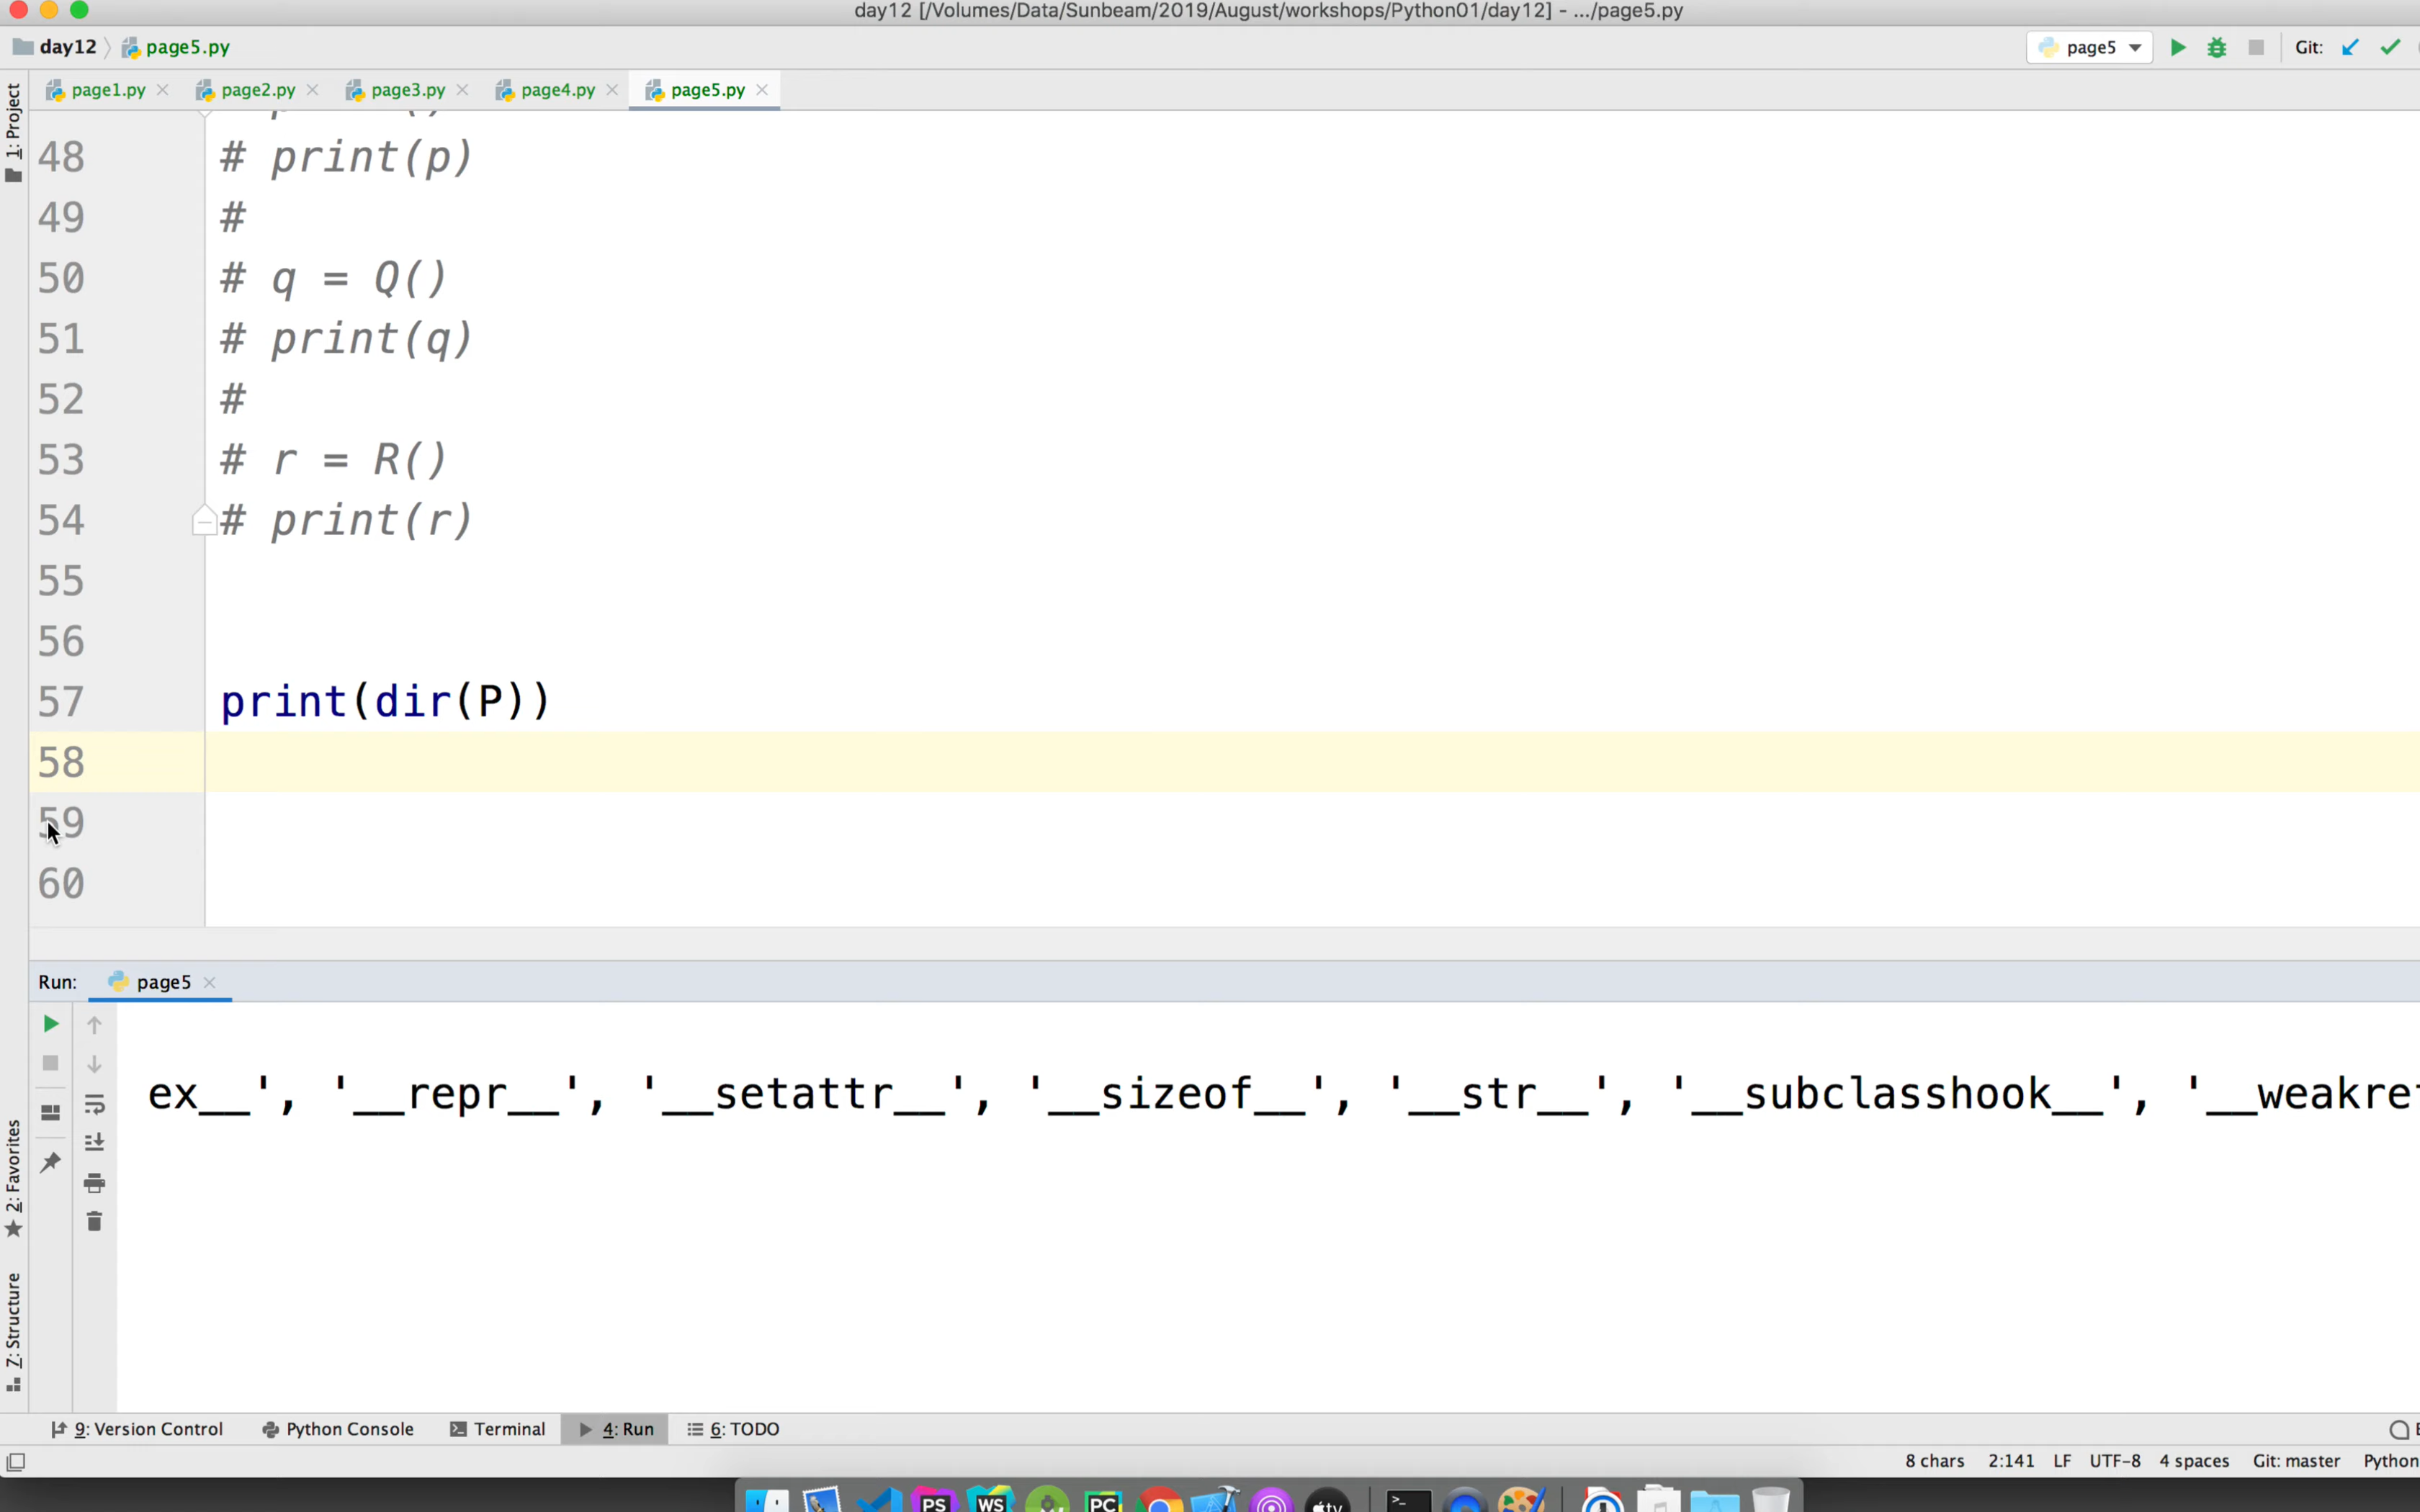 day12 [/Volumes/Data/Sunbeam/2019/August/workshops/Python01/day12] - .../page5.py
day12 page5.py page5 Git:
page1.py page2.py page3.py page4.py page5.py
1: Project
48 # print(p)
49 #
50 # q = Q()
51 # print(q)
52 #
53 # r = R()
54 # print(r)
55
56
57 print(dir(P))
58
59
60
Run: page5
ex__', '__repr__', '__setattr__', '__sizeof__', '__str__', '__subclasshook__', '__weakre
2: Favorites
7: Structure
9: Version Control Python Console Terminal 4: Run 6: TODO
8 chars 2:141 LF UTF-8 4 spaces Git: master Python
PS WS PC tv